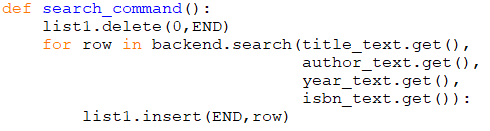 def search_command():
    list1.delete(0,END)
    for row in backend.search(title_text.get(),
                              author_text.get(),
                              year_text.get(),
                              isbn_text.get()):
        list1.insert(END,row)